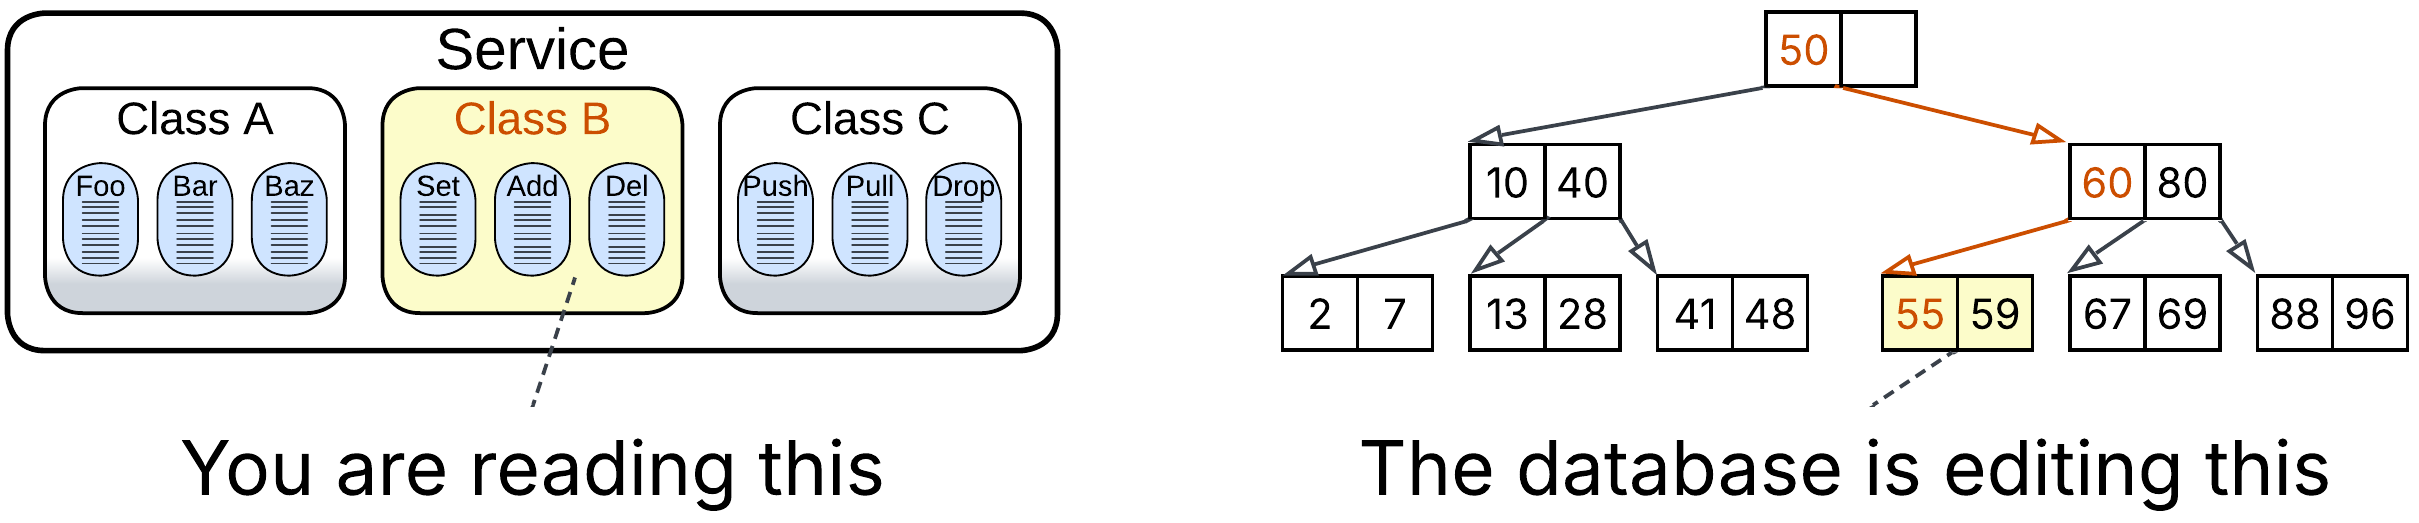 Service
Class A
Class B
Class C
Foo
Bar
Baz
Set
Add
Del
Push
Pull
Drop
You are reading this
50
10 40
60 80
2 7
13 28
41 48
55 59
67 69
88 96
The database is editing this